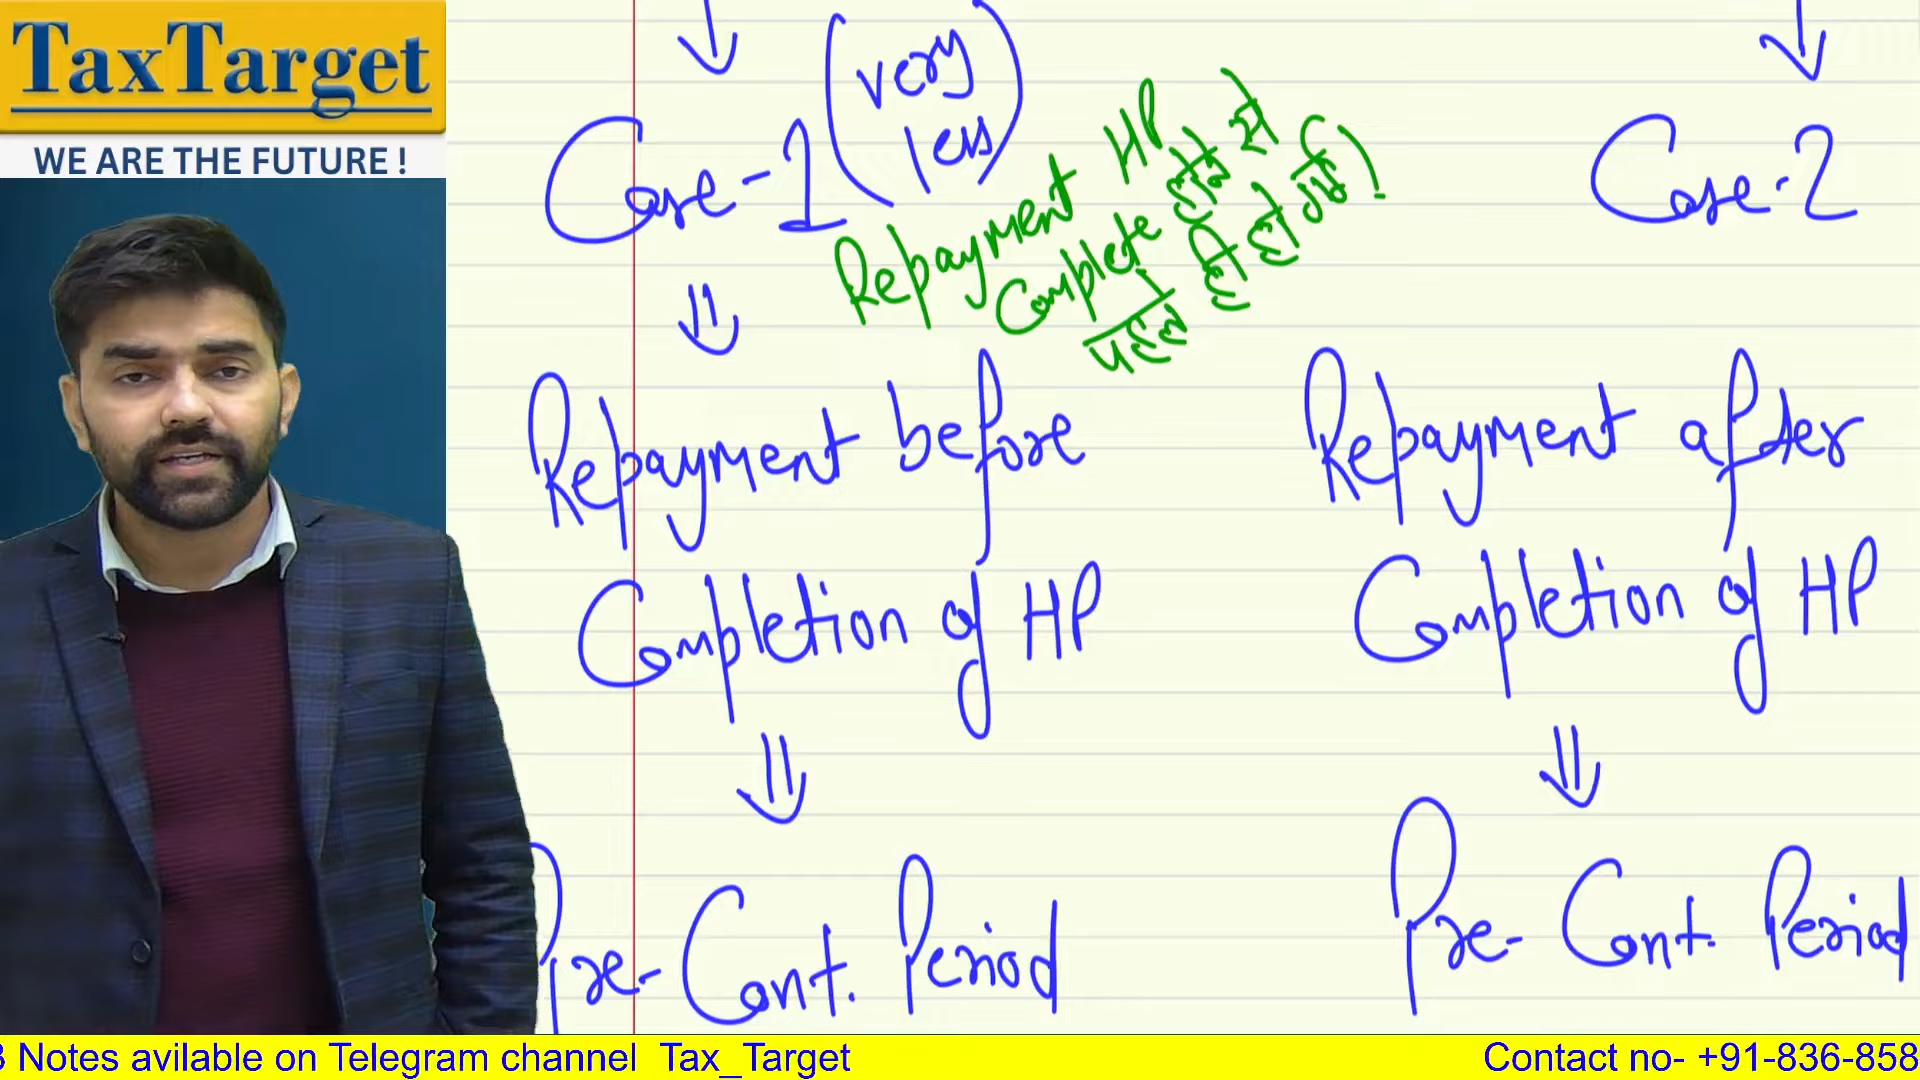 TaxTarget
WE ARE THE FUTURE !
Case-1 (very less)
Repayment HP
Complete होने से
पहले ही हो गई!
Repayment before
Completion of HP
Pre-Cont. Period
Case-2
Repayment after
Completion of HP
Pre-Cont. Period
3 Notes avilable on Telegram channel Tax_Target
Contact no- +91-836-858